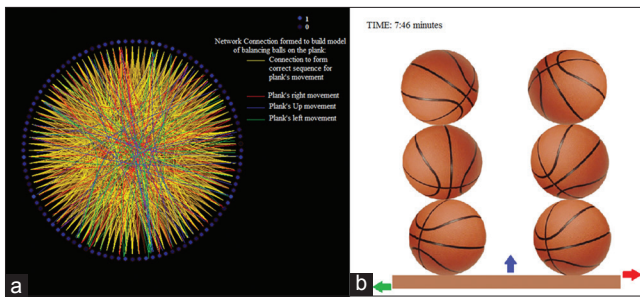 1
0
Network Connection formed to build model
of balancing balls on the plank:
Connection to form
correct sequence for
plank's movement
Plank's right movement
Plank's Up movement
Plank's left movement
a
TIME: 7:46 minutes
b